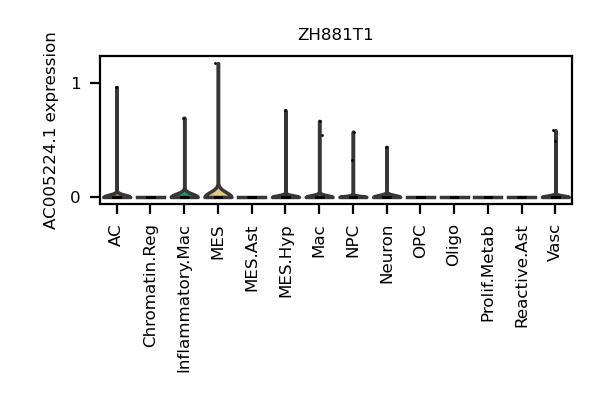 ZH881T1
AC005224.1 expression
1
0
AC
Chromatin.Reg
Inflammatory.Mac
MES
MES.Ast
MES.Hyp
Mac
NPC
Neuron
OPC
Oligo
Prolif.Metab
Reactive.Ast
Vasc